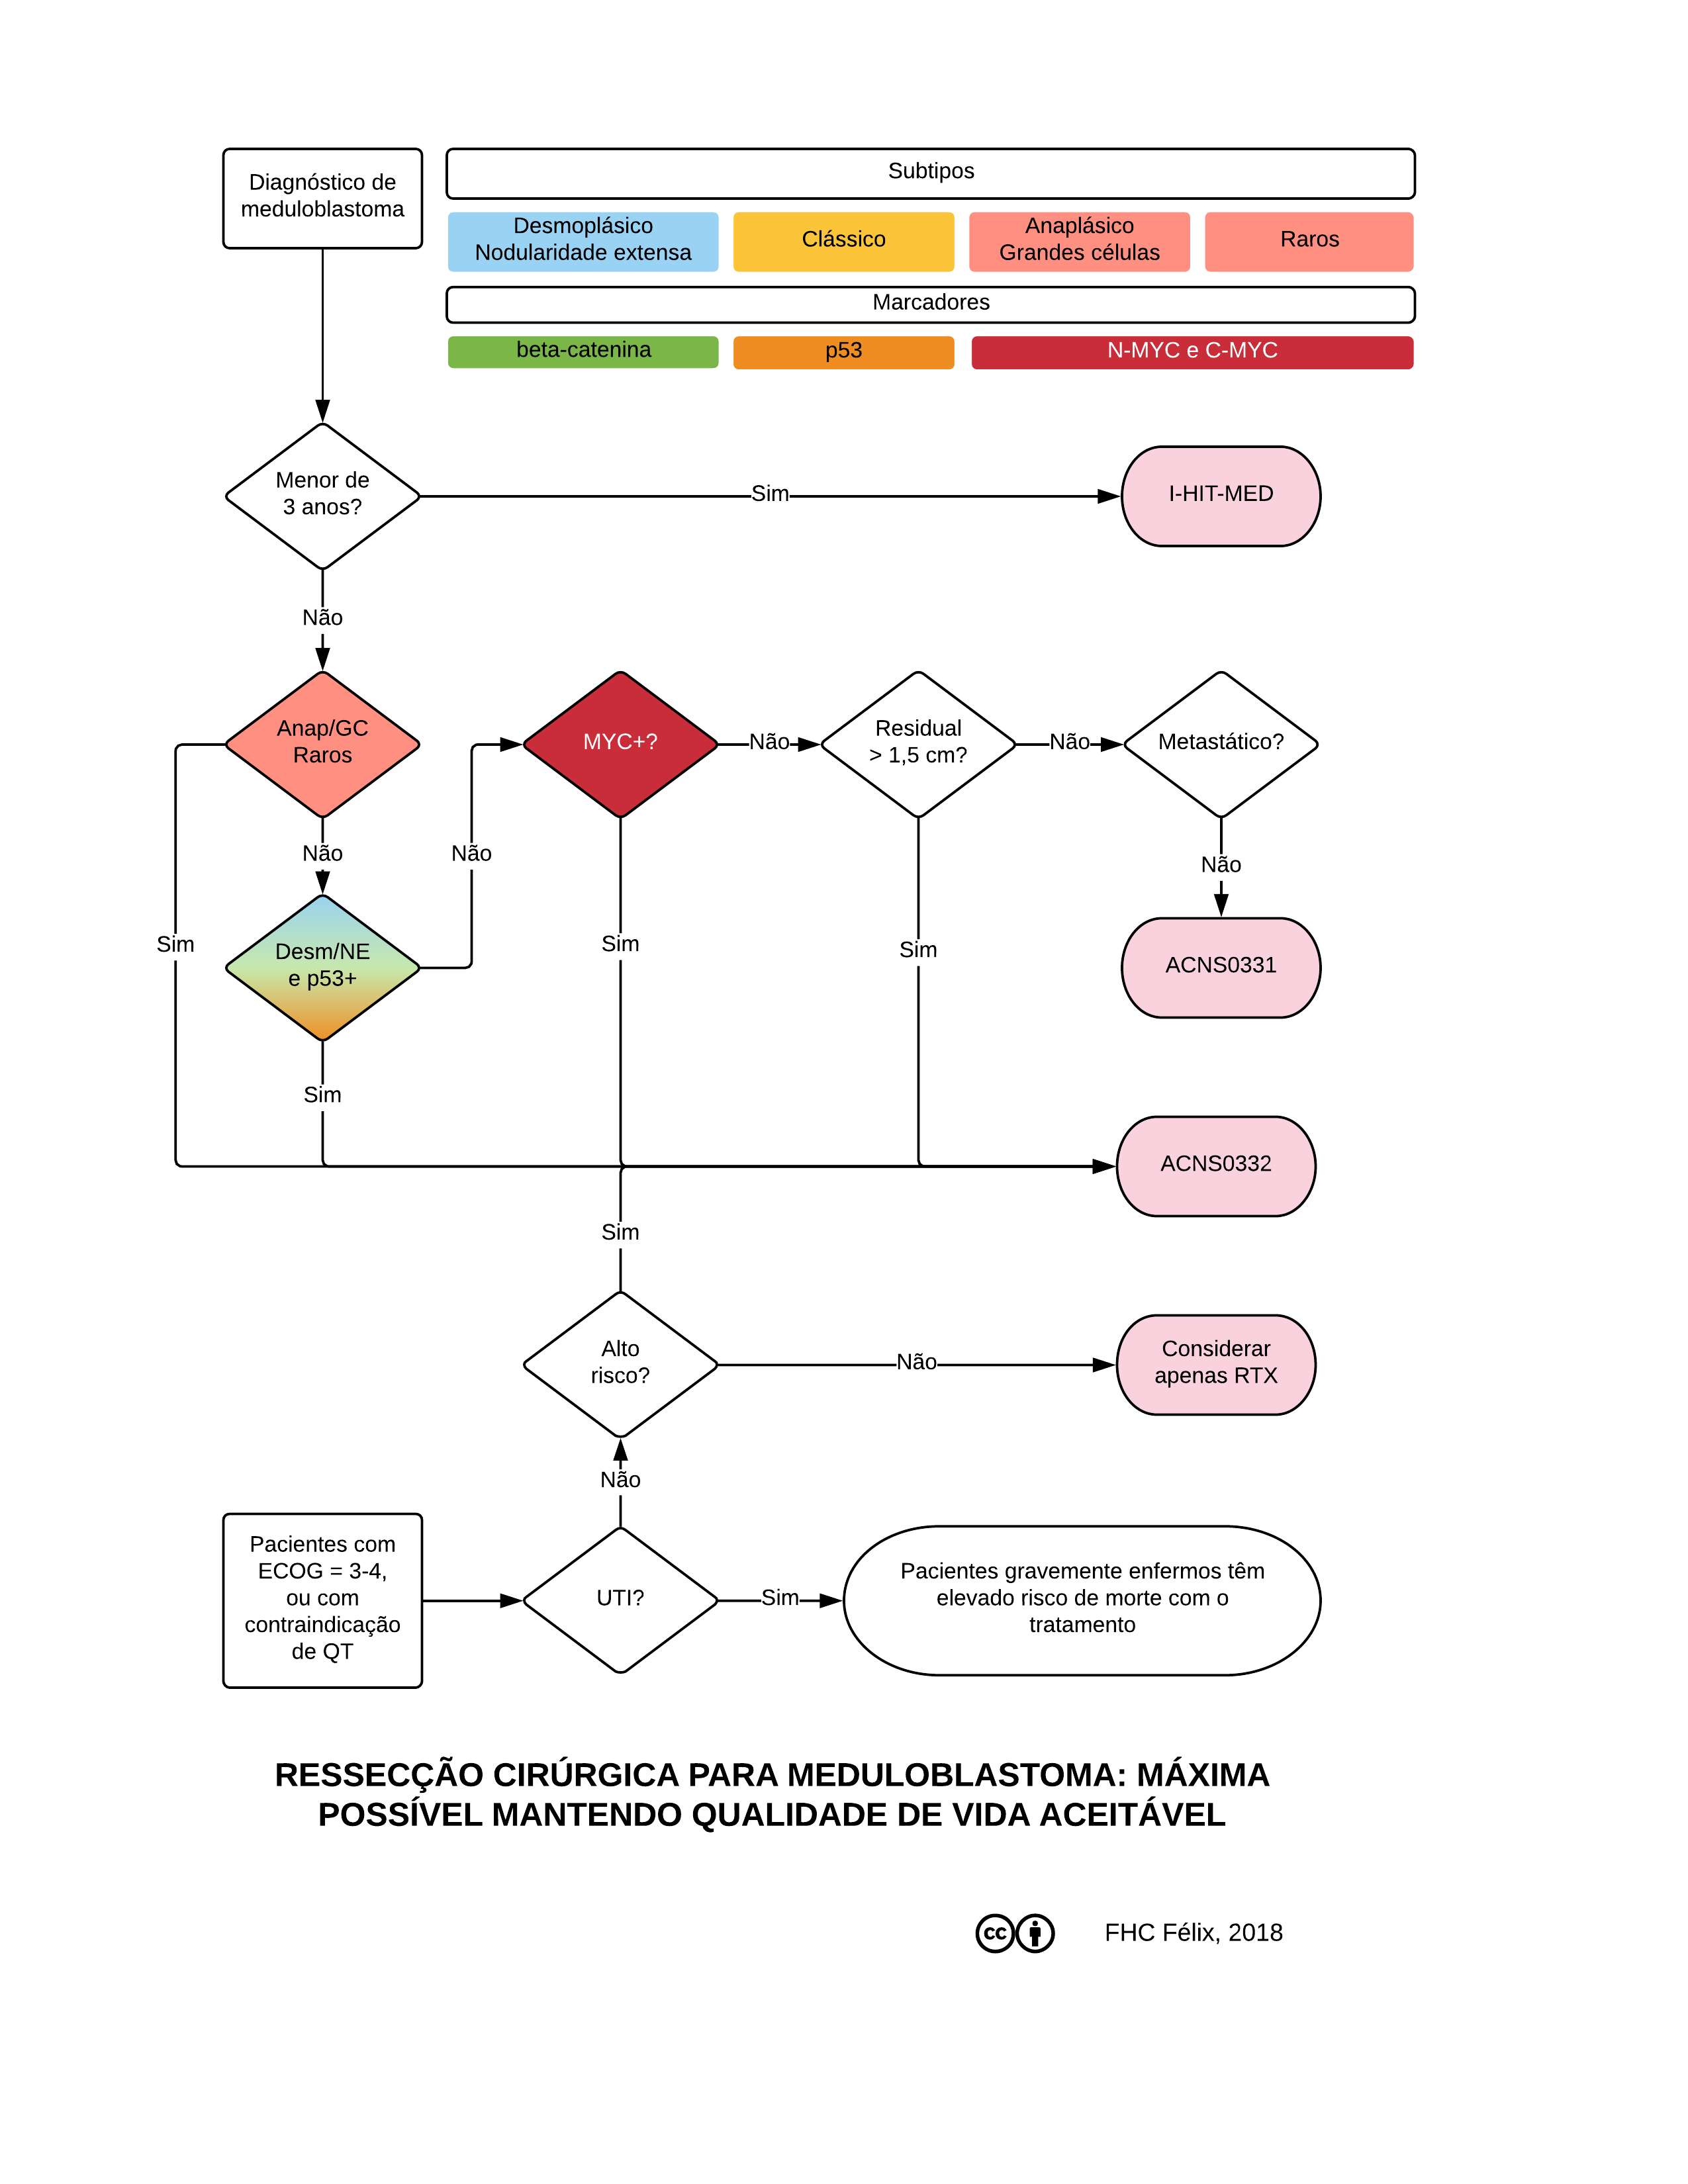 Diagnóstico de
meduloblastoma
Subtipos
Desmoplásico
Nodularidade extensa
Clássico
Anaplásico
Grandes células
Raros
Marcadores
beta-catenina
p53
N-MYC e C-MYC
Menor de
3 anos?
Sim
I-HIT-MED
Não
Anap/GC
Raros
MYC+?
Não
Residual
> 1,5 cm?
Não
Metastático?
Não
Não
Não
Sim
Desm/NE
e p53+
Sim
Sim
ACNS0331
Sim
ACNS0332
Sim
Alto
risco?
Não
Considerar
apenas RTX
Não
Pacientes com
ECOG = 3-4,
ou com
contraindicação
de QT
UTI?
Sim
Pacientes gravemente enfermos têm
elevado risco de morte com o
tratamento
RESSECÇÃO CIRÚRGICA PARA MEDULOBLASTOMA: MÁXIMA
POSSÍVEL MANTENDO QUALIDADE DE VIDA ACEITÁVEL
cc
FHC Félix, 2018